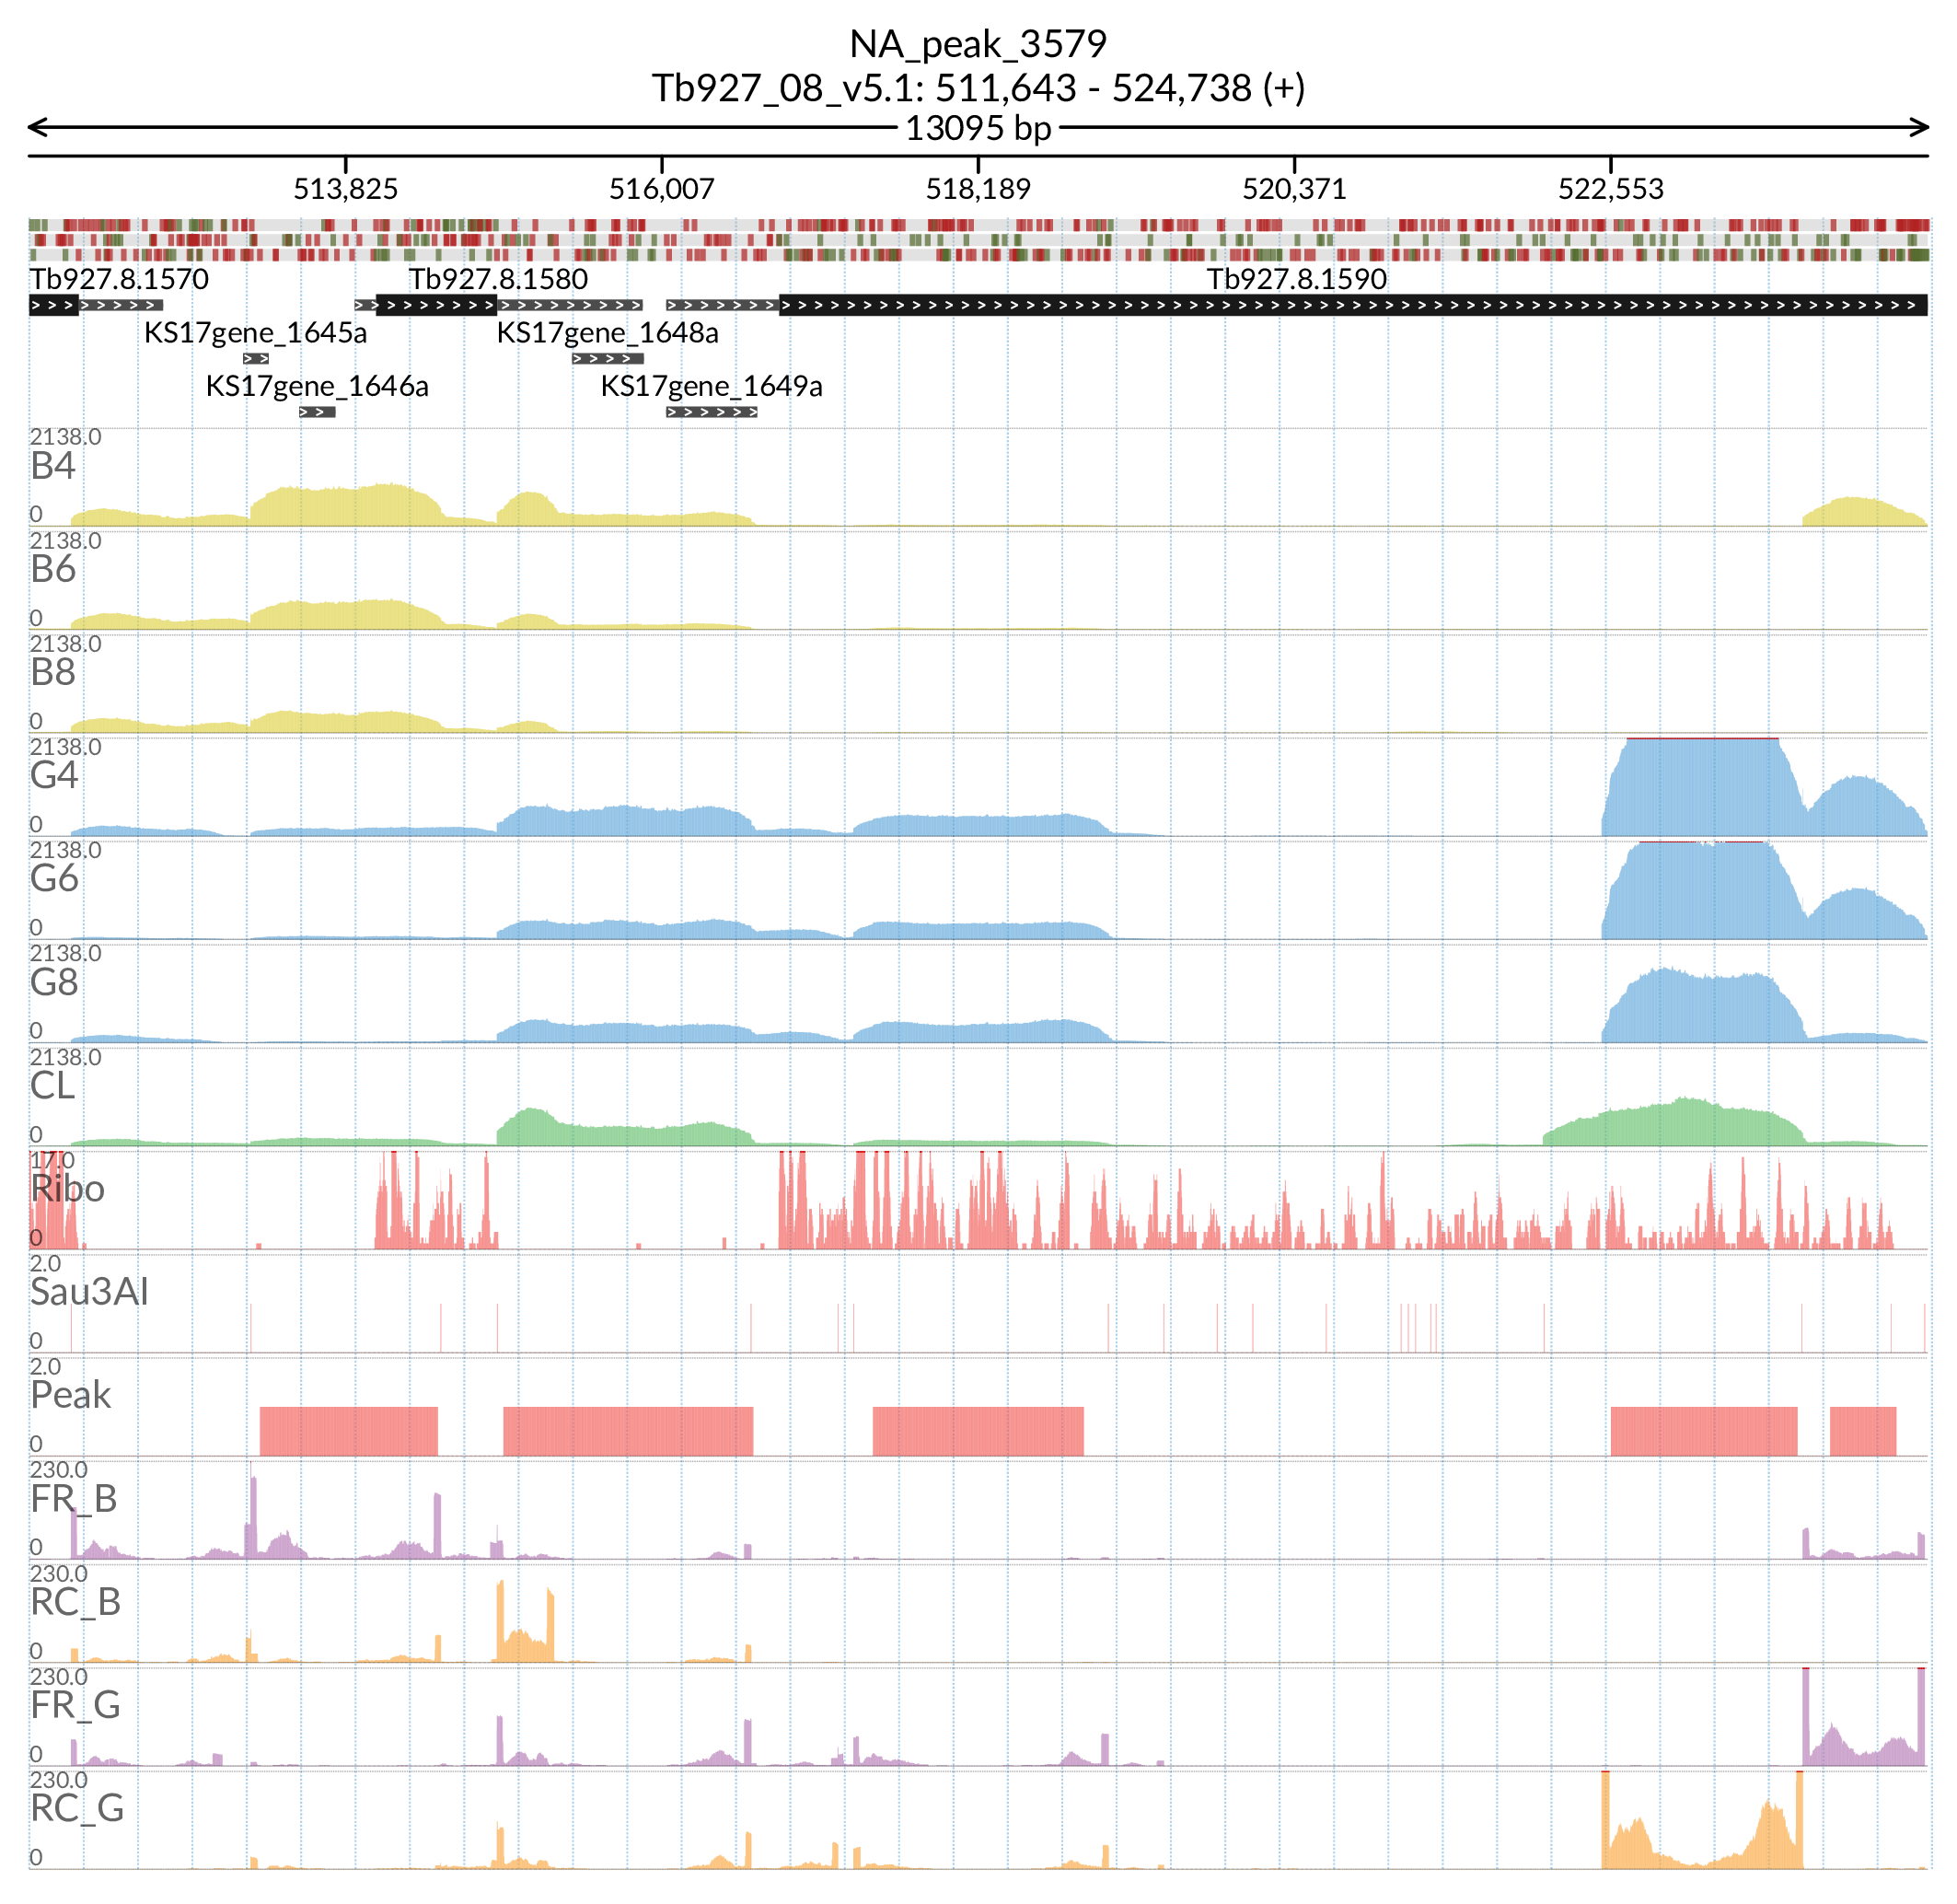 NA_peak_3579
Tb927_08_v5.1: 511,643 - 524,738 (+)
13095 bp
513,825 516,007 518,189 520,371 522,553
Tb927.8.1570 Tb927.8.1580 Tb927.8.1590
KS17gene_1645a KS17gene_1648a
KS17gene_1646a KS17gene_1649a
2138.0
B4
0
2138.0
B6
0
2138.0
B8
0
2138.0
G4
0
2138.0
G6
0
2138.0
G8
0
2138.0
CL
0
17.0
Ribo
0
2.0
Sau3AI
0
2.0
Peak
0
230.0
FR_B
0
230.0
RC_B
0
230.0
FR_G
0
230.0
RC_G
0